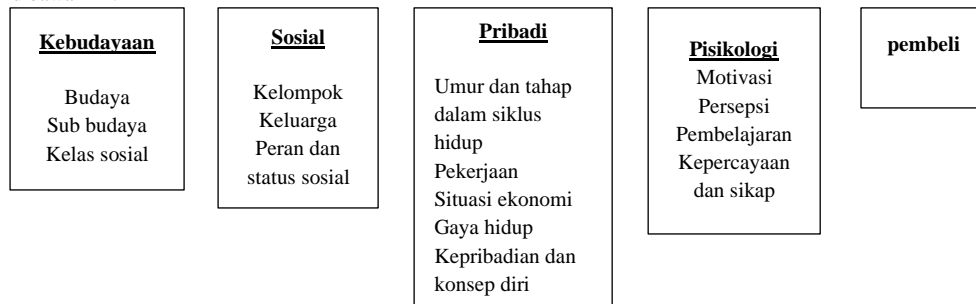 Kebudayaan
Budaya
Sub budaya
Kelas sosial
Sosial
Kelompok
Keluarga
Peran dan
status sosial
Pribadi
Umur dan tahap
dalam siklus
hidup
Pekerjaan
Situasi ekonomi
Gaya hidup
Kepribadian dan
konsep diri
Pisikologi
Motivasi
Persepsi
Pembelajaran
Kepercayaan
dan sikap
pembeli